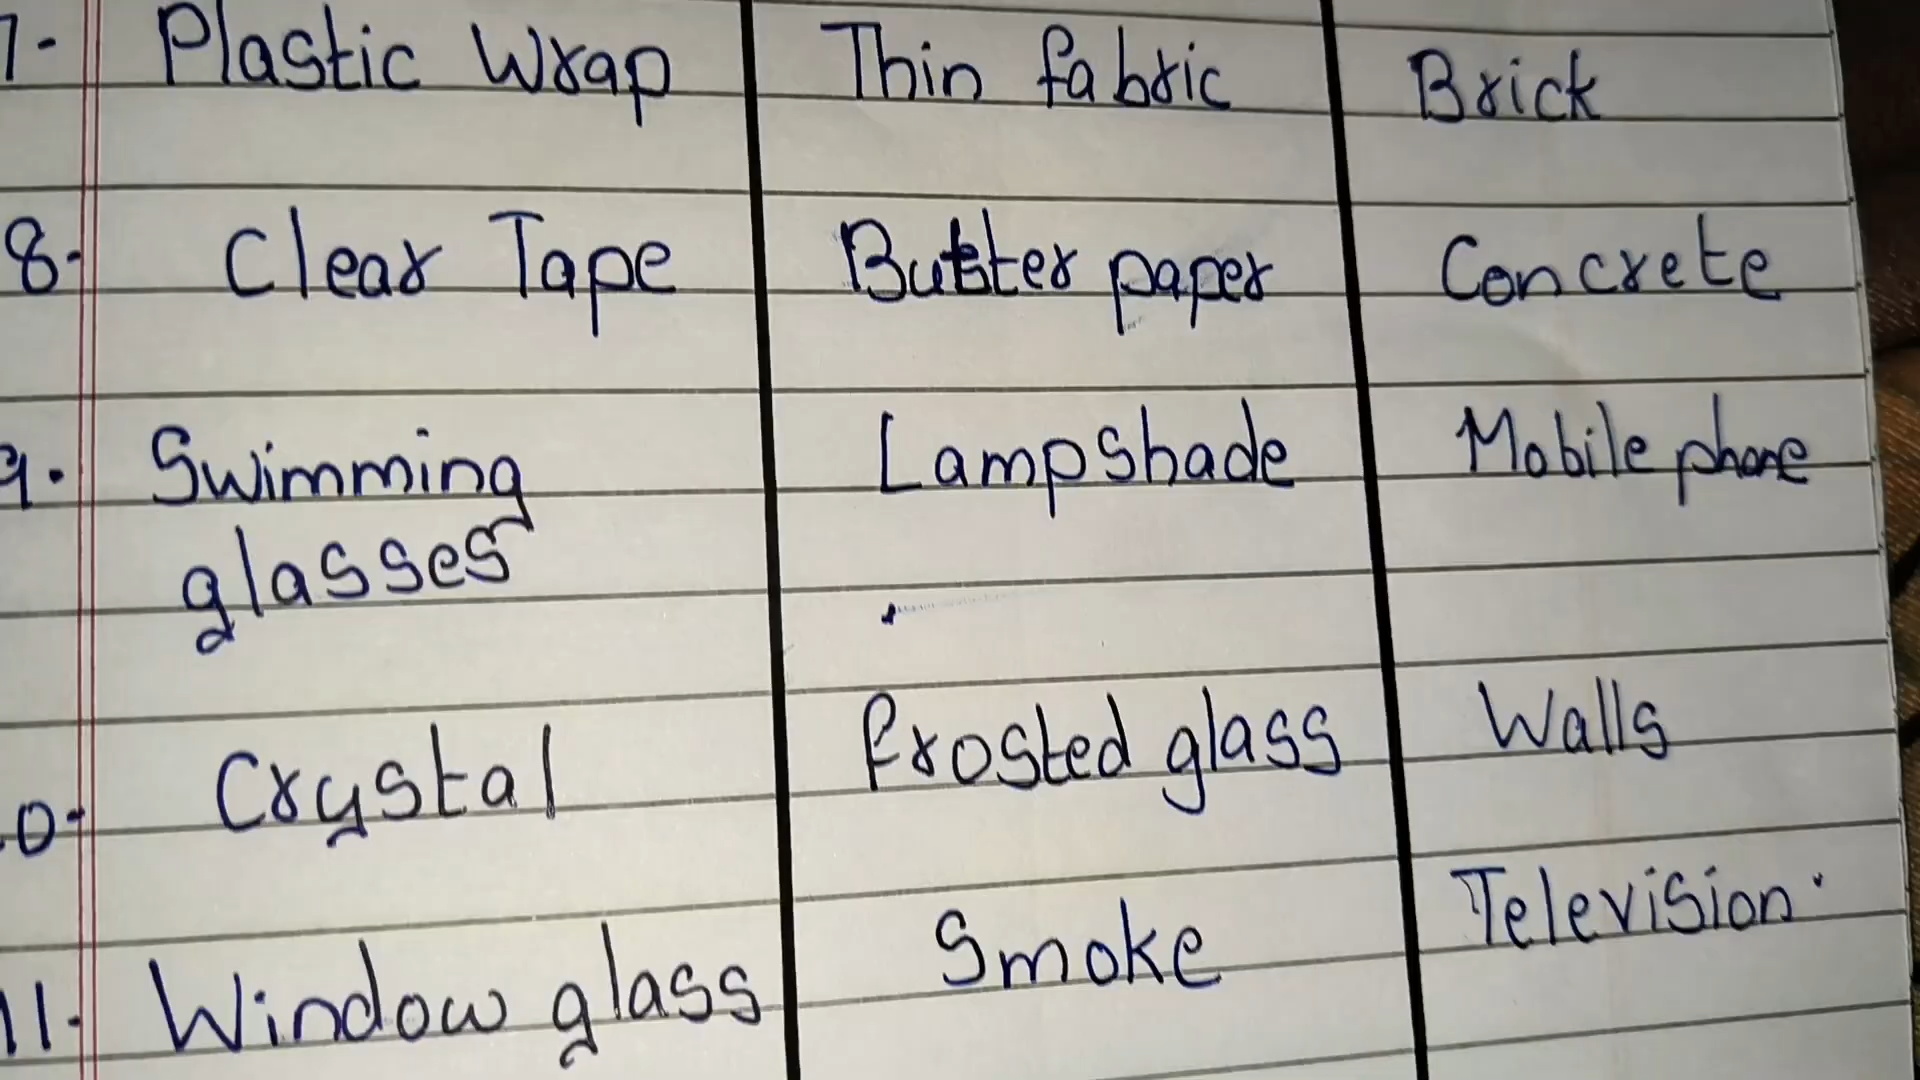 7- Plastic Wrap Thin fabric Brick
8- Clear Tape Butter paper Concrete
9. Swimming Lampshade Mobile phone
glasses
0- Crystal frosted glass Walls
11. Window glass Smoke Television.